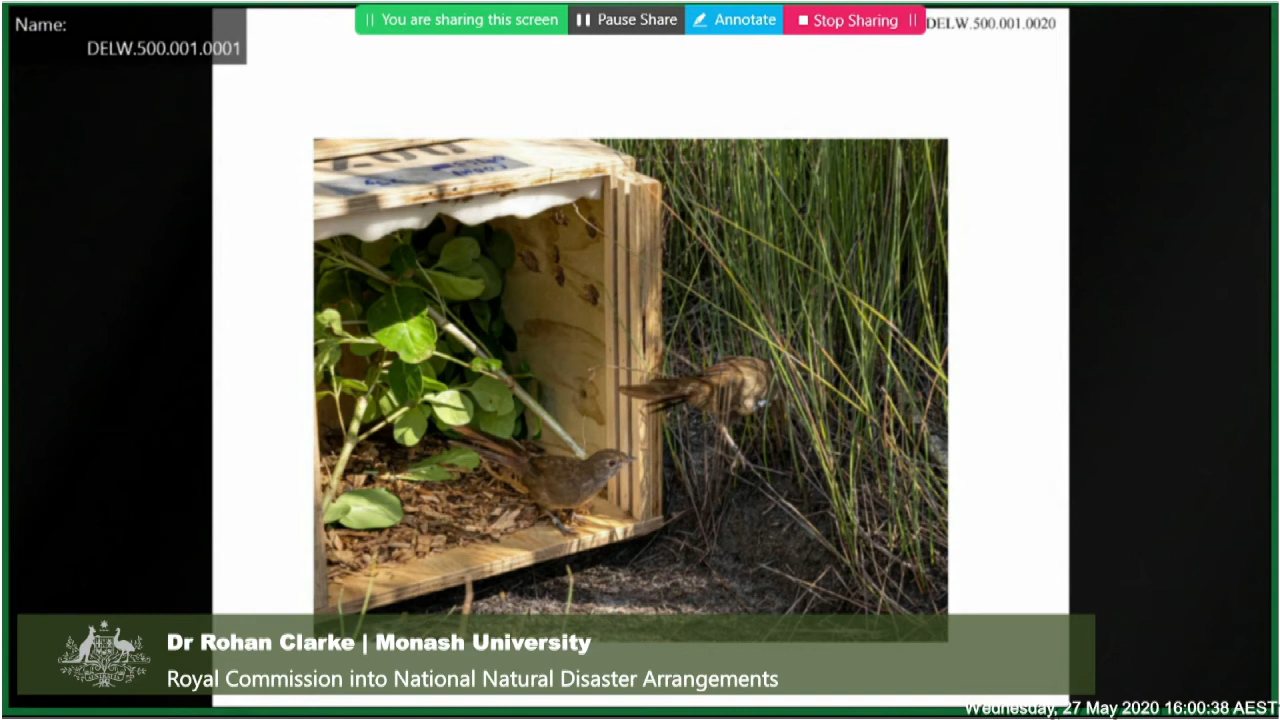 Name:
DELW.500.001.0001
You are sharing this screen
Pause Share
Annotate
Stop Sharing
DELW.500.001.0020
Dr Rohan Clarke | Monash University
Royal Commission into National Natural Disaster Arrangements
Wednesday, 27 May 2020 16:00:38 AEST